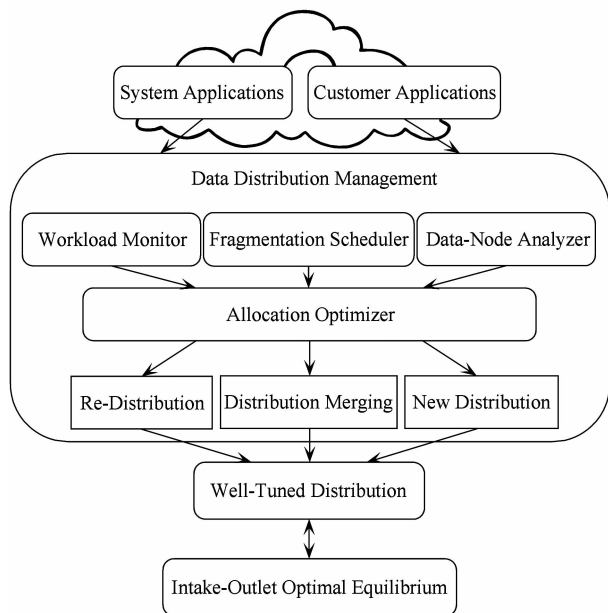 System Applications
Customer Applications
Data Distribution Management
Workload Monitor
Fragmentation Scheduler
Data-Node Analyzer
Allocation Optimizer
Re-Distribution
Distribution Merging
New Distribution
Well-Tuned Distribution
Intake-Outlet Optimal Equilibrium